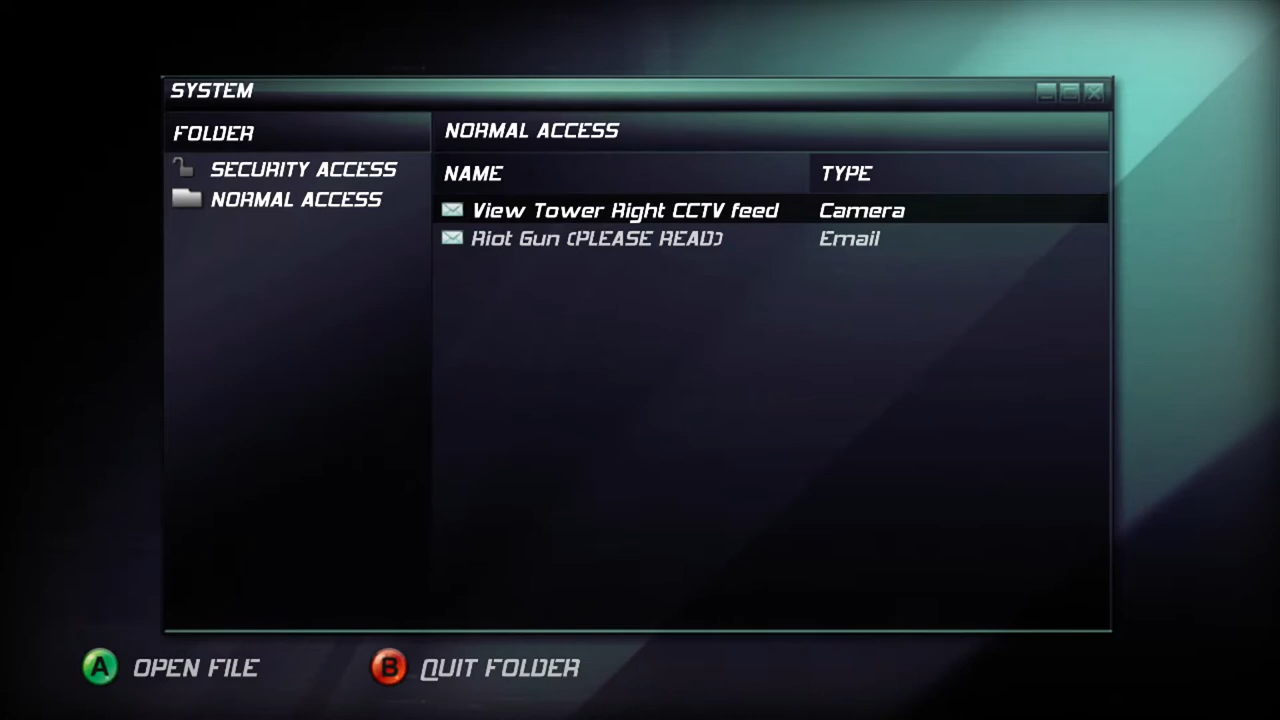 SYSTEM
FOLDER
SECURITY ACCESS
NORMAL ACCESS
NORMAL ACCESS
NAME TYPE
View Tower Right CCTV feed Camera
Riot Gun (PLEASE READ) Email
A OPEN FILE B QUIT FOLDER